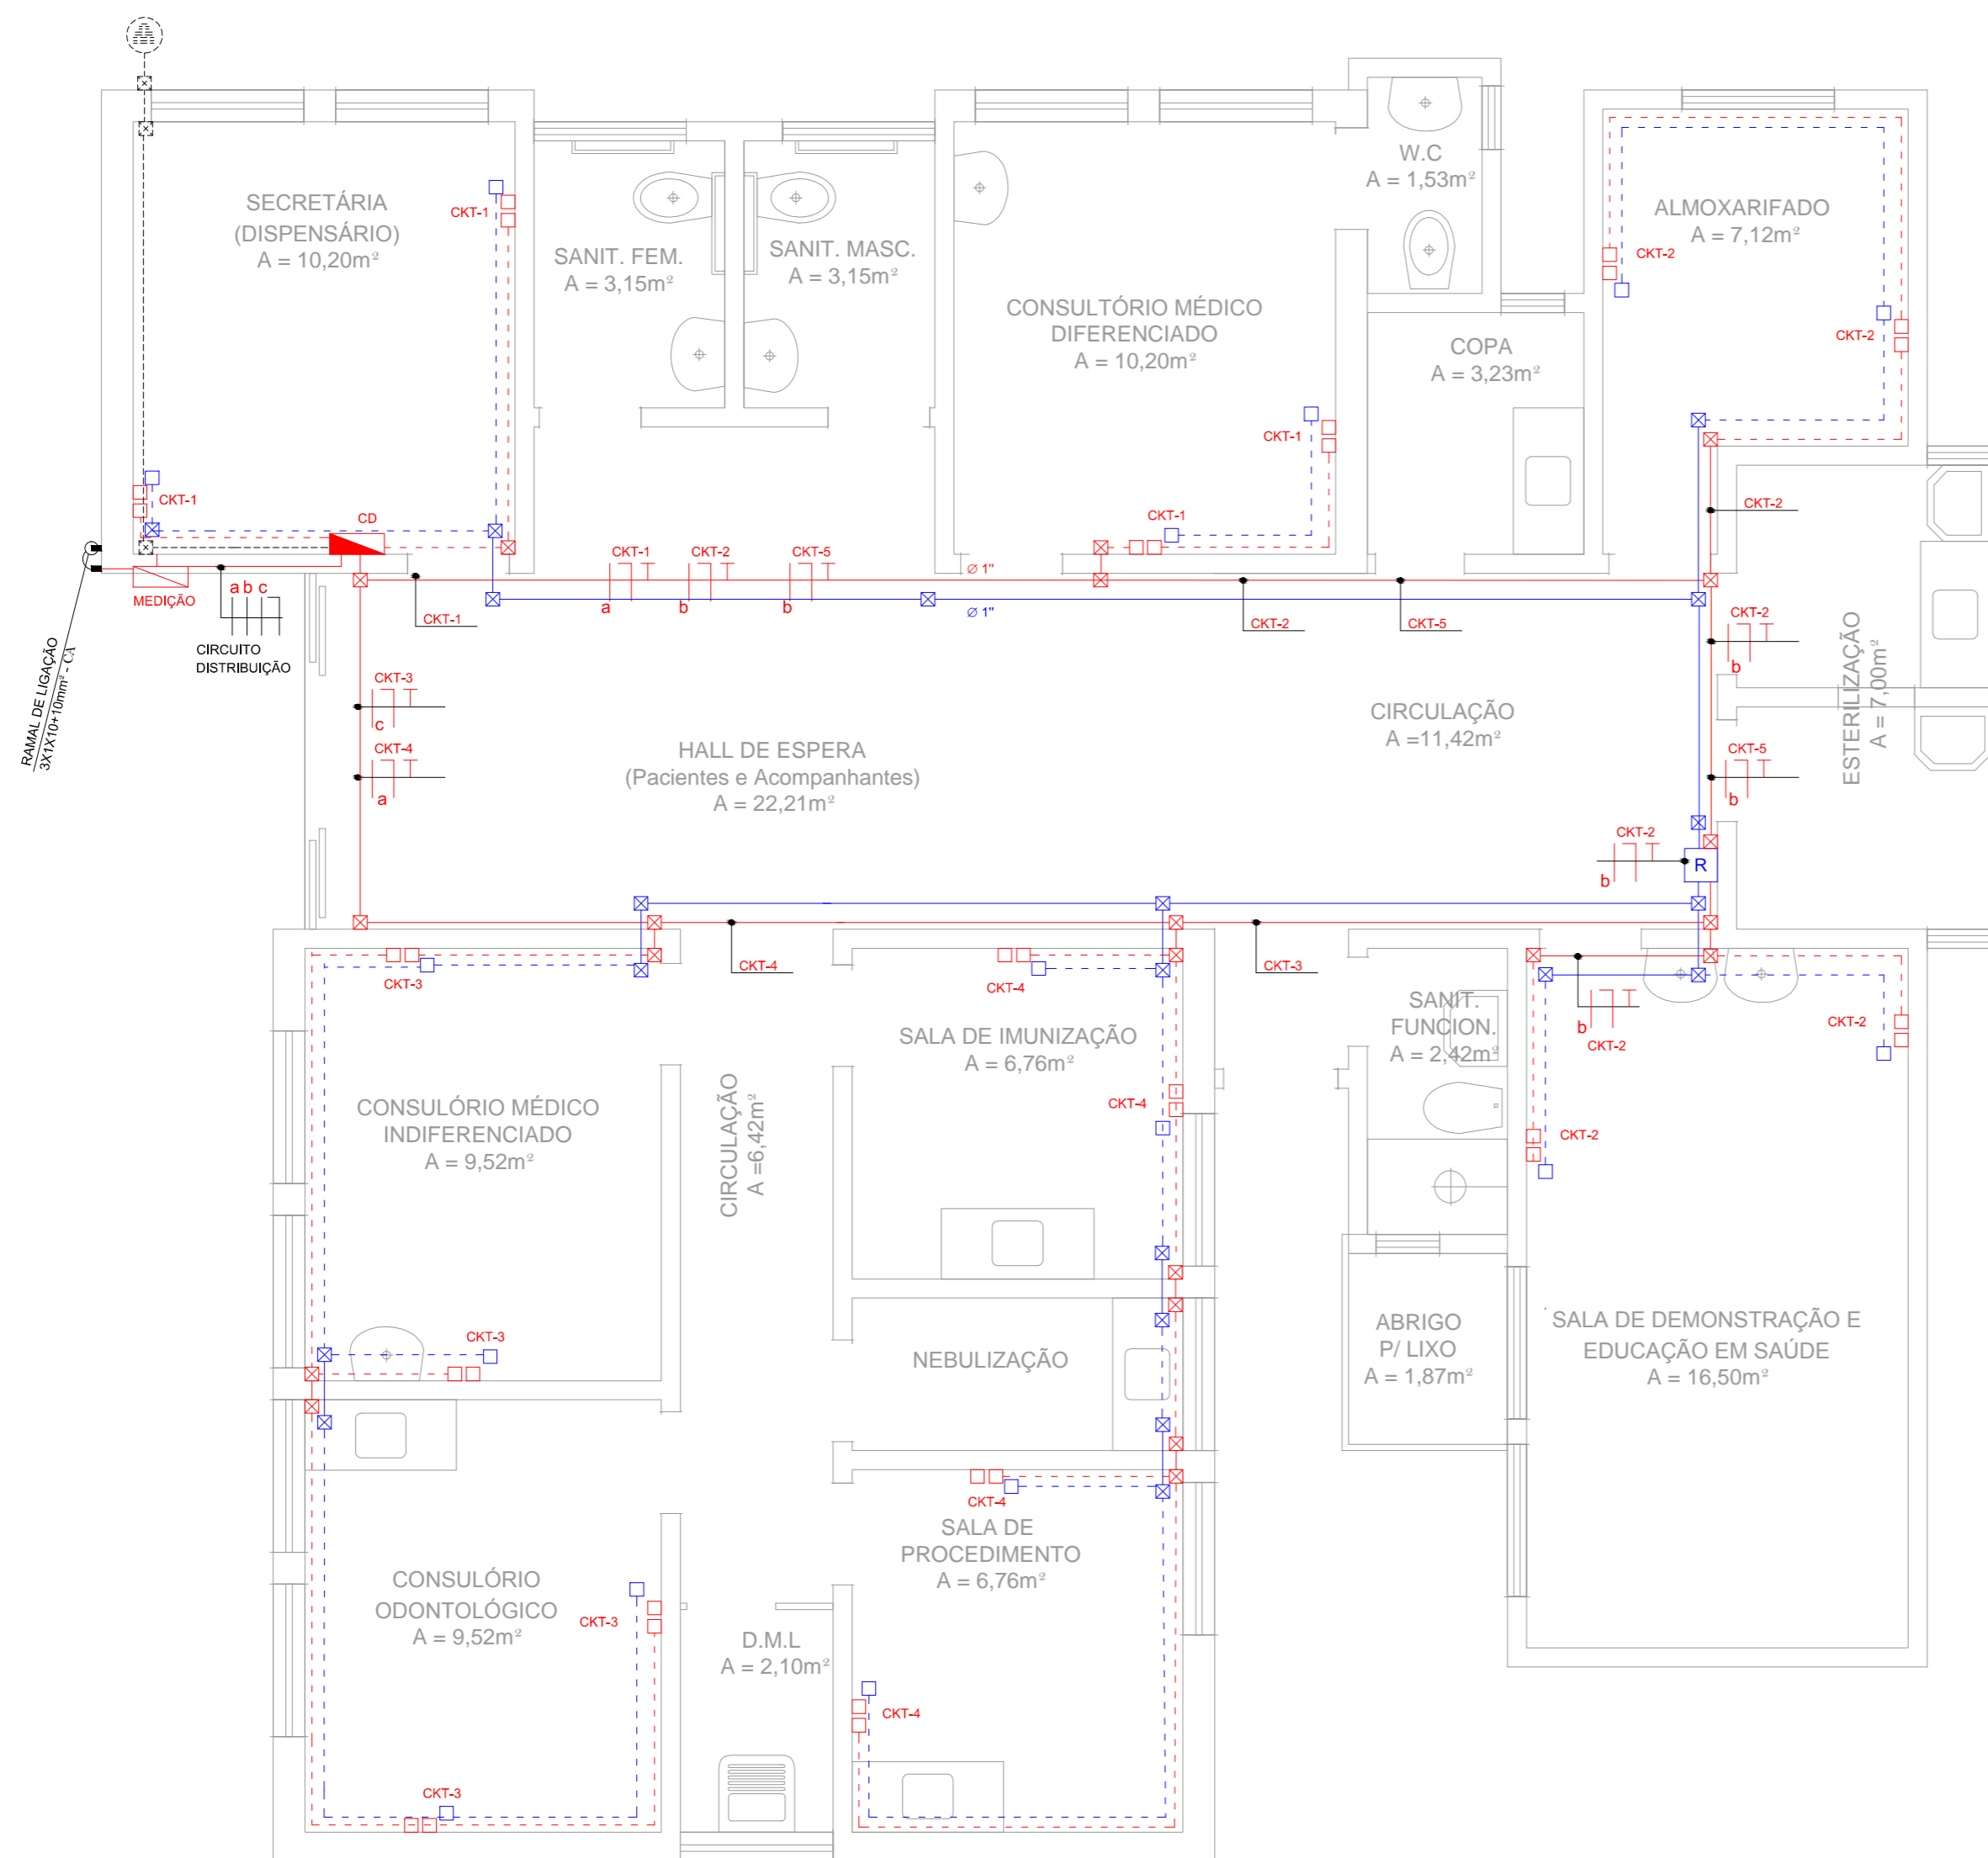 W.C
A = 1,53m²
SECRETÁRIA
(DISPENSÁRIO)
A = 10,20m²
CKT-1
SANIT. FEM.
A = 3,15m²
SANIT. MASC.
A = 3,15m²
ALMOXARIFADO
A = 7,12m²
CKT-2
CKT-2
CONSULTÓRIO MÉDICO
DIFERENCIADO
A = 10,20m²
COPA
A = 3,23m²
CKT-1
CKT-1
CKT-1
CD
CKT-2
MEDIÇÃO
a b c
CIRCUITO
DISTRIBUIÇÃO
RAMAL DE LIGAÇÃO
3X1X10+10mm² - CA
CKT-1
CKT-1
a
CKT-2
b
CKT-5
b
Ø 1"
Ø 1"
CKT-2
CKT-5
CKT-2
b
ESTERILIZAÇÃO
A = 7,00m²
CKT-3
c
CKT-4
a
HALL DE ESPERA
(Pacientes e Acompanhantes)
A = 22,21m²
CIRCULAÇÃO
A =11,42m²
CKT-5
b
CKT-2
b
R
CKT-3
CKT-4
CKT-4
CKT-3
SANIT.
FUNCION.
A = 2,42m²
b
CKT-2
CKT-2
SALA DE IMUNIZAÇÃO
A = 6,76m²
CKT-4
CONSULÓRIO MÉDICO
INDIFERENCIADO
A = 9,52m²
CIRCULAÇÃO
A =6,42m²
CKT-2
CKT-3
NEBULIZAÇÃO
ABRIGO
P/ LIXO
A = 1,87m²
SALA DE DEMONSTRAÇÃO E
EDUCAÇÃO EM SAÚDE
A = 16,50m²
CKT-4
SALA DE
PROCEDIMENTO
A = 6,76m²
CONSULÓRIO
ODONTOLÓGICO
A = 9,52m²
CKT-3
D.M.L
A = 2,10m²
CKT-4
CKT-3